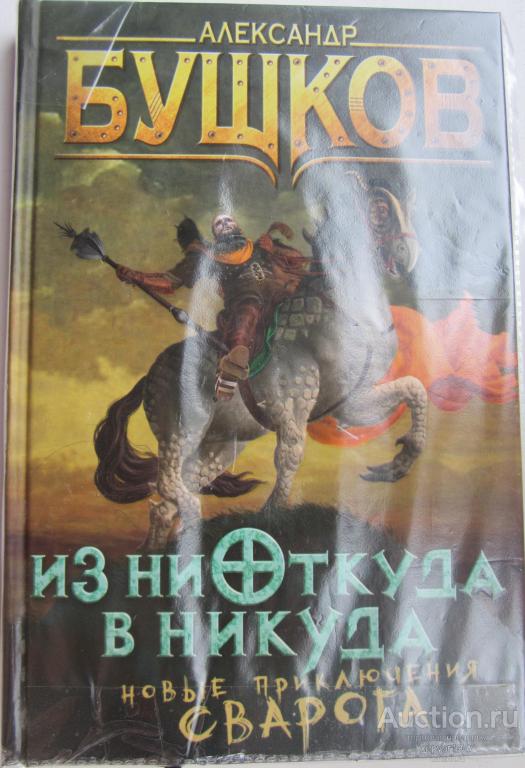 АЛЕКСАНДР
БУШКОВ
ИЗ НИОТКУДА
В НИКУДА
НОВЫЕ ПРИКЛЮЧЕНИЯ
СВАРОГА
Auction.ru